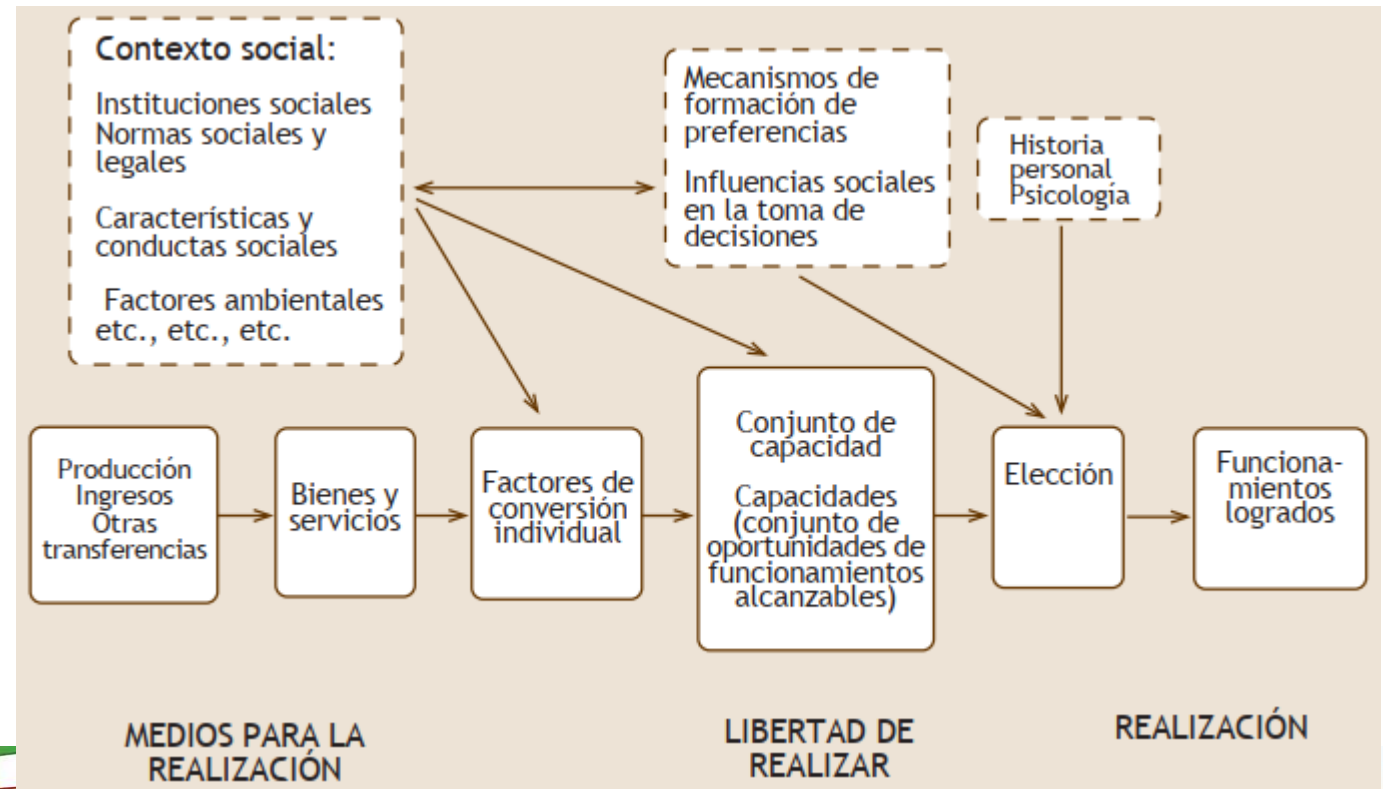 Contexto social:
Instituciones sociales
Normas sociales y
legales
Características y
conductas sociales
Factores ambientales
etc., etc., etc.
Mecanismos de
formación de
preferencias
Influencias sociales
en la toma de
decisiones
Historia
personal
Psicología
Producción
Ingresos
Otras
transferencias
Bienes y
servicios
Factores de
conversión
individual
Conjunto de
capacidad
Capacidades
(conjunto de
oportunidades de
funcionamientos
alcanzables)
Elección
Funciona-
mientos
logrados
MEDIOS PARA LA
REALIZACIÓN
LIBERTAD DE
REALIZAR
REALIZACIÓN